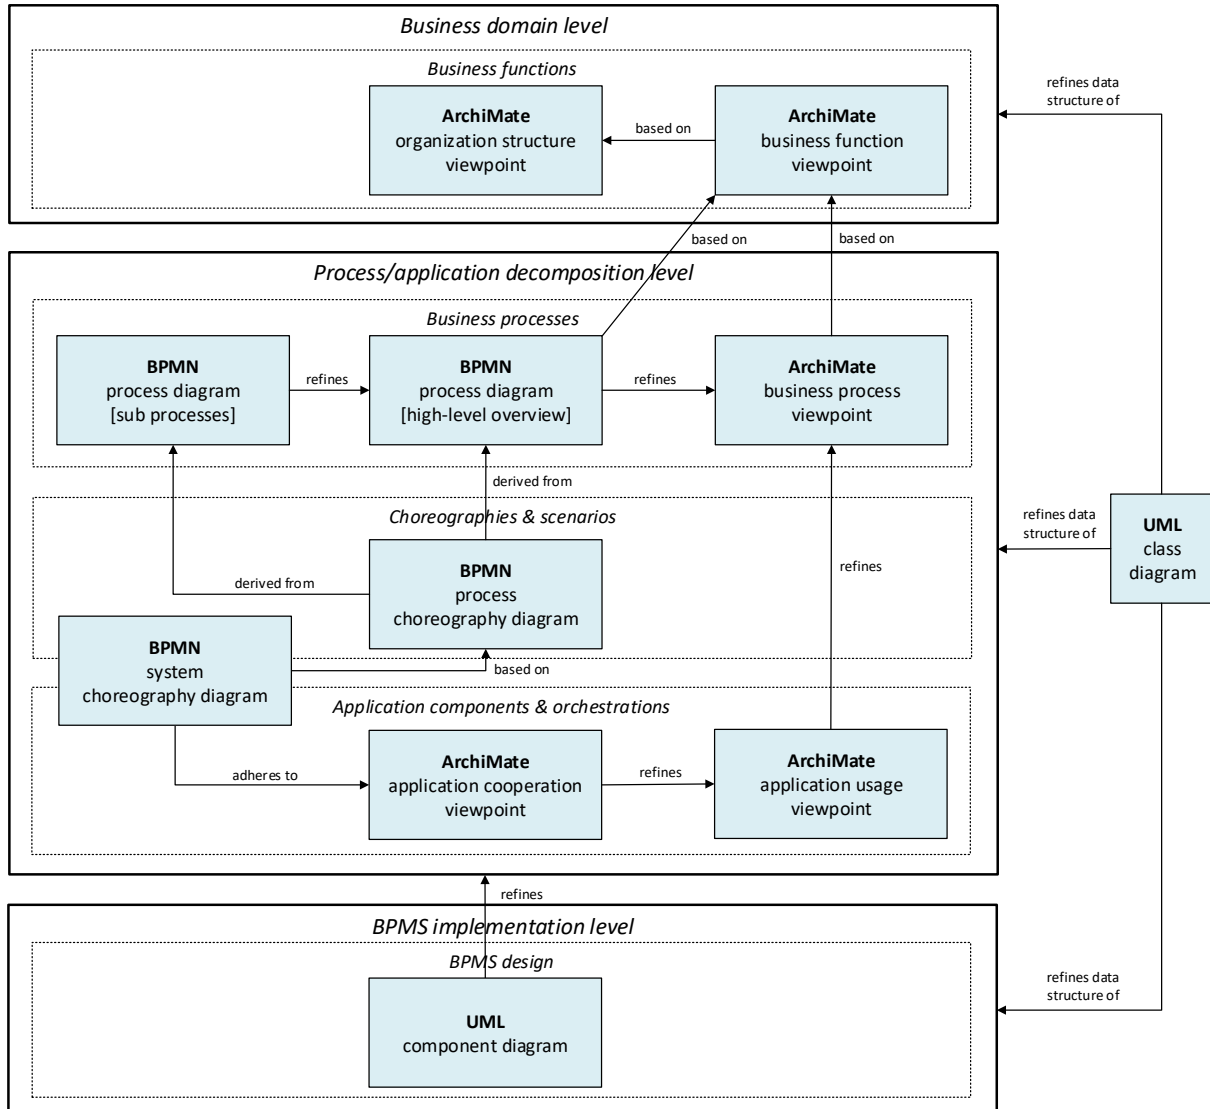 Business domain level
Business functions
ArchiMate
organization structure
viewpoint
based on
ArchiMate
business function
viewpoint
refines data
structure of
based on
based on
Process/application decomposition level
Business processes
BPMN
process diagram
[sub processes]
refines
BPMN
process diagram
[high-level overview]
refines
ArchiMate
business process
viewpoint
derived from
Choreographies & scenarios
derived from
BPMN
process
choreography diagram
refines
refines data
structure of
UML
class
diagram
BPMN
system
choreography diagram
based on
Application components & orchestrations
adheres to
ArchiMate
application cooperation
viewpoint
refines
ArchiMate
application usage
viewpoint
refines
BPMS implementation level
BPMS design
UML
component diagram
refines data
structure of